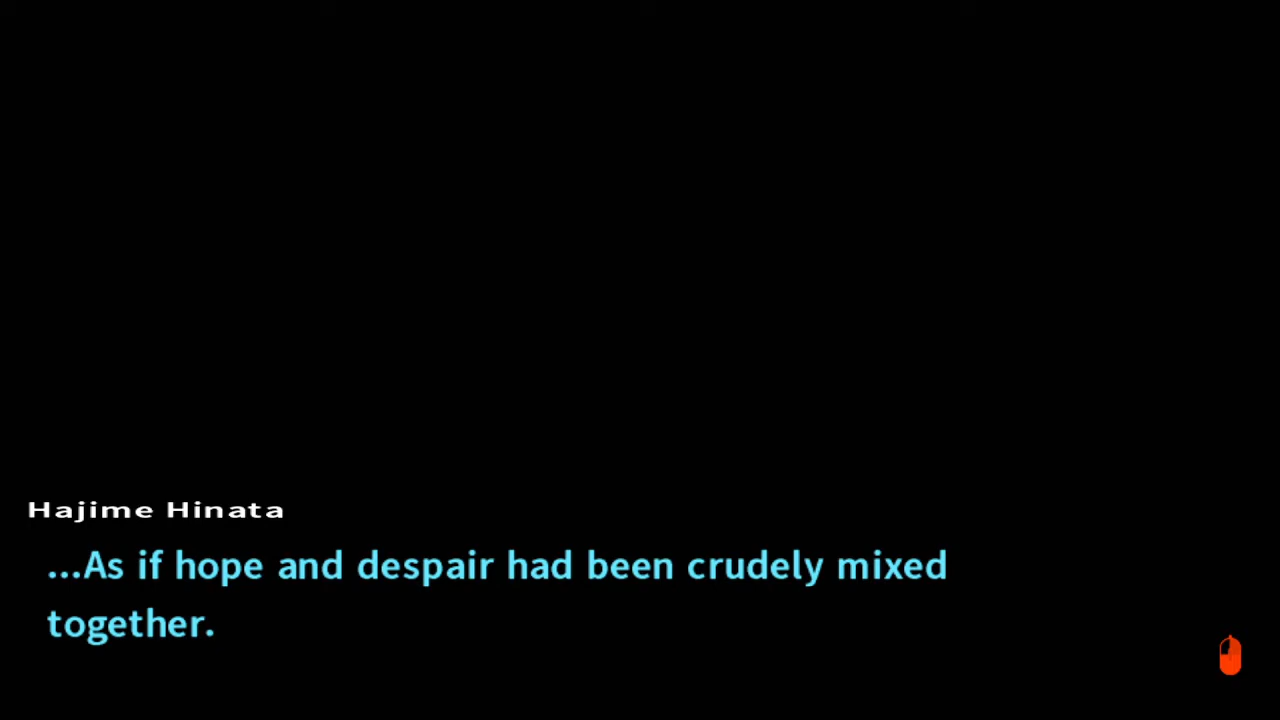 Hajime Hinata
...As if hope and despair had been crudely mixed
together.